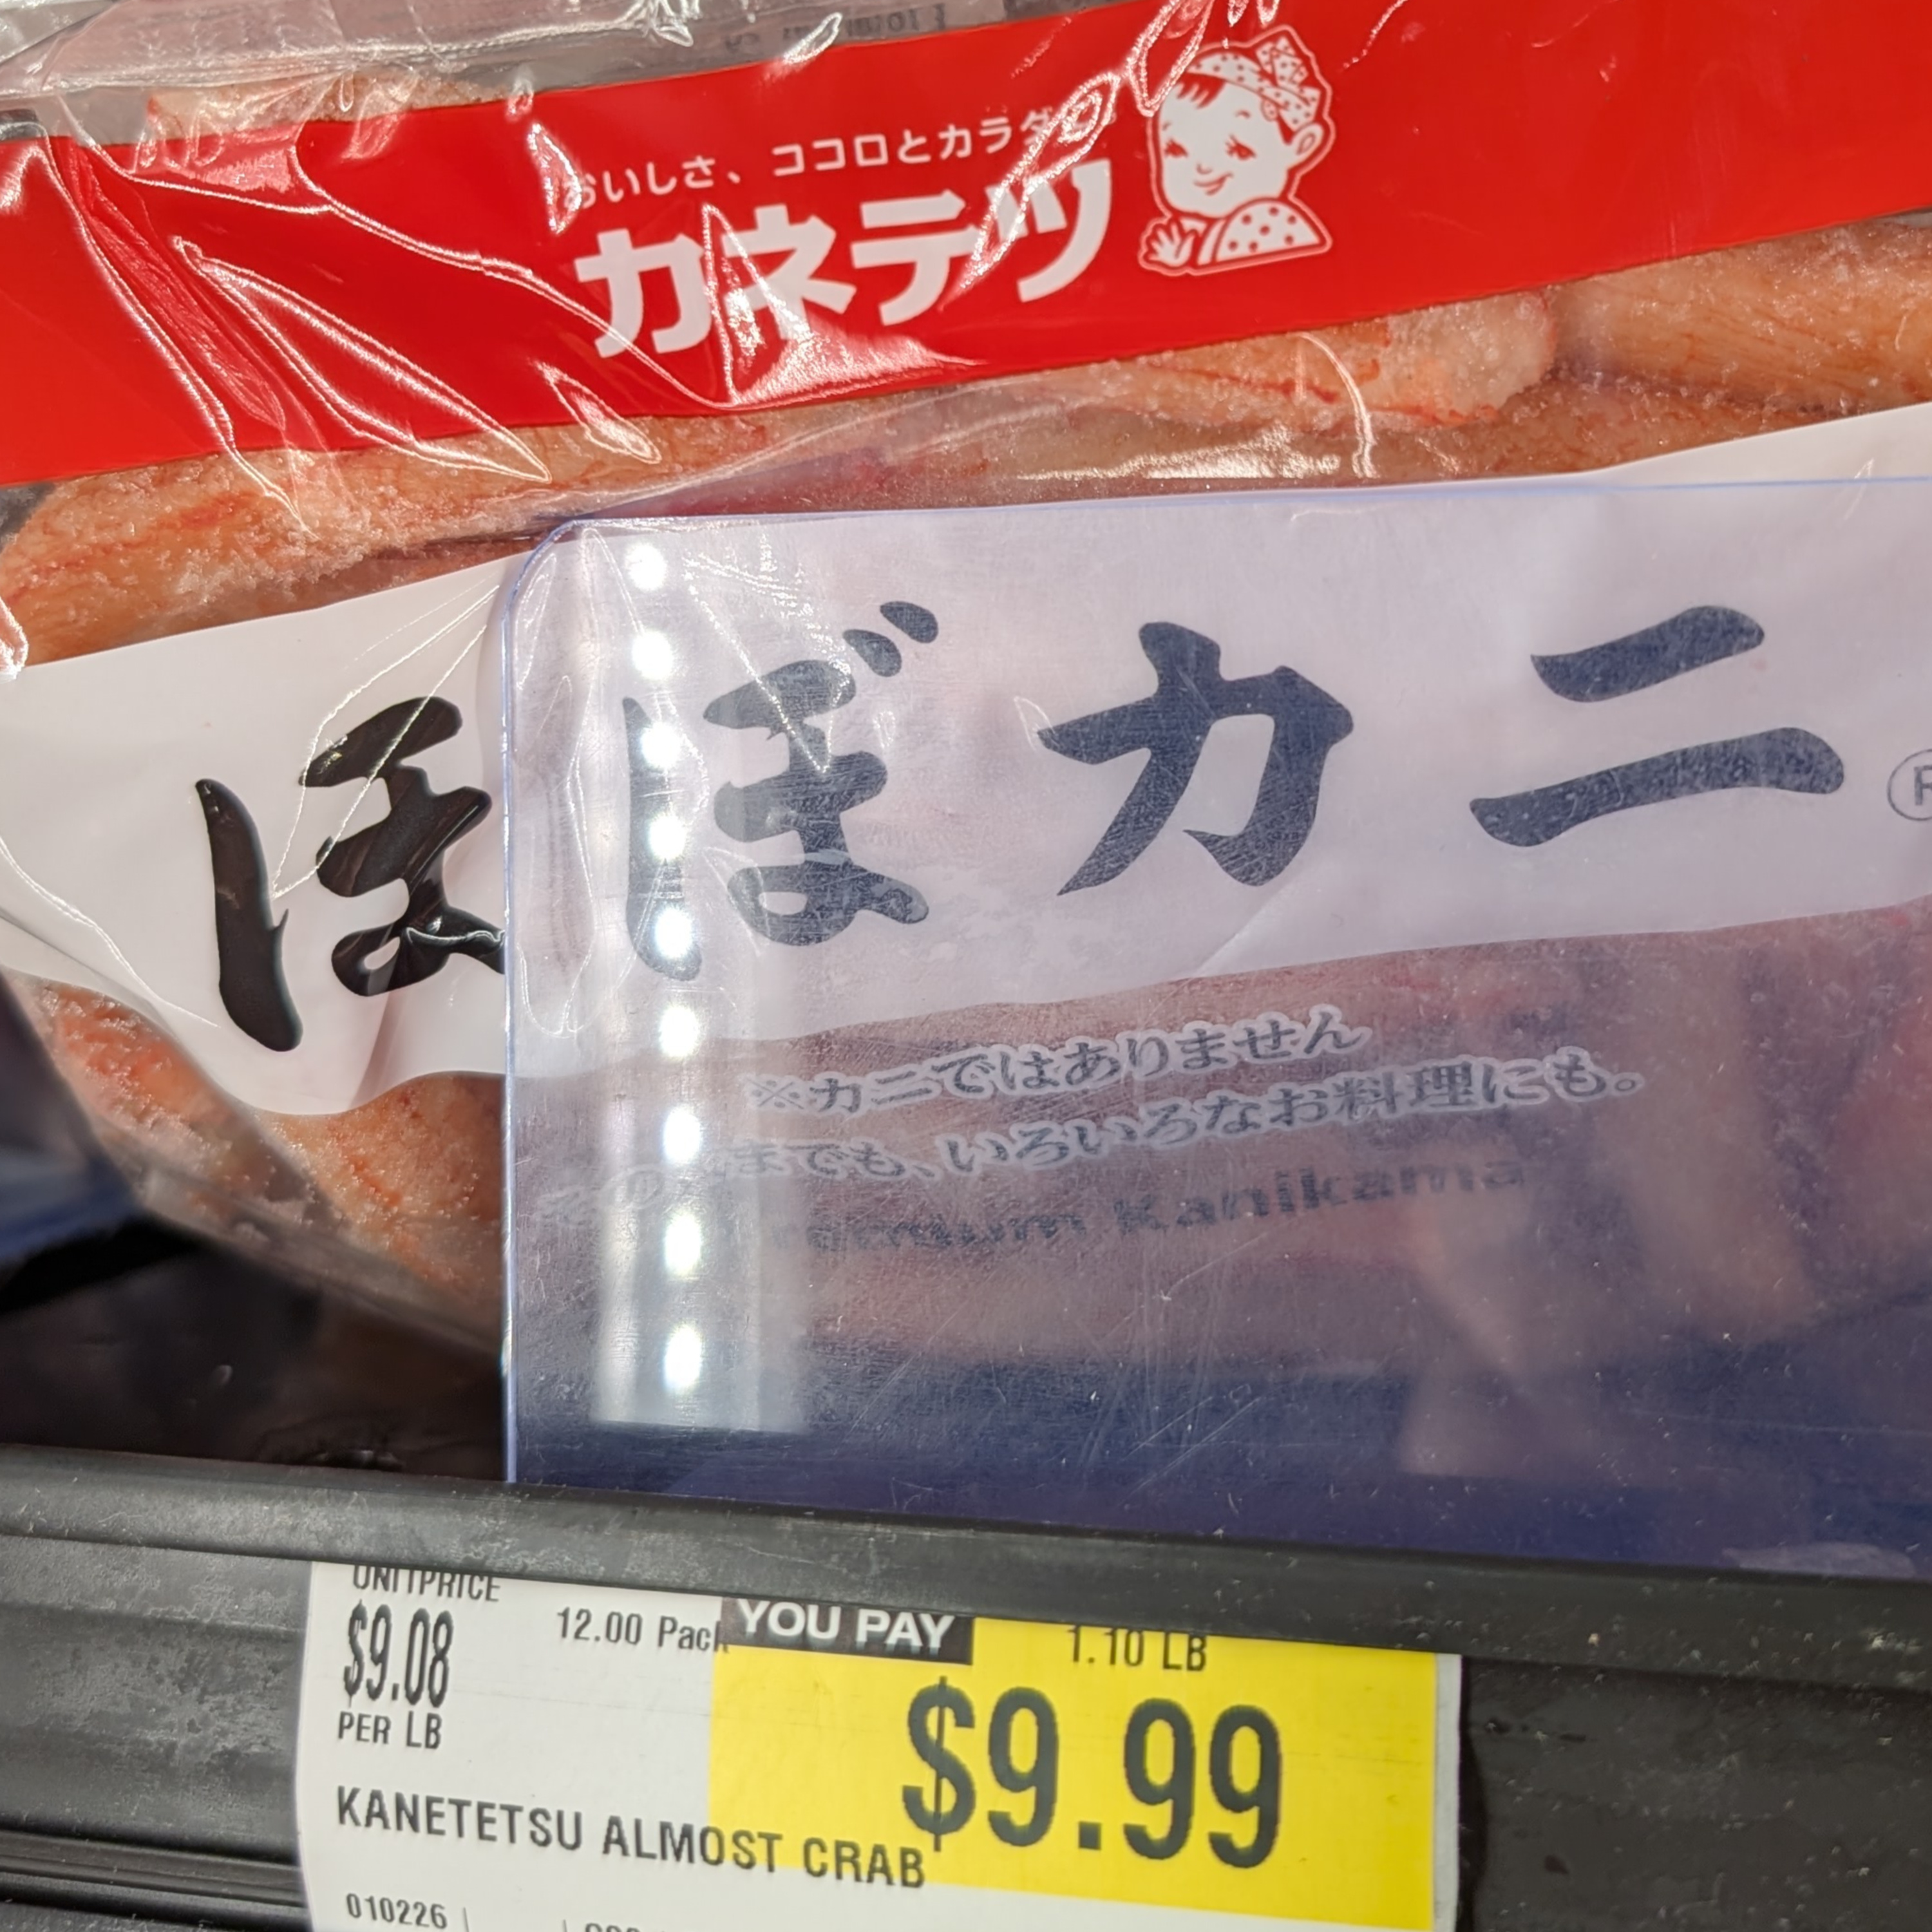 おいしさ、ココロとカラダに
カネテツ
ほぼカニ®
※カニではありません
までも、いろいろなお料理にも。
Kanikama
UNITPRICE
$9.08
PER LB
12.00 Pack
YOU PAY
1.10 LB
$9.99
KANETETSU ALMOST CRAB
010226